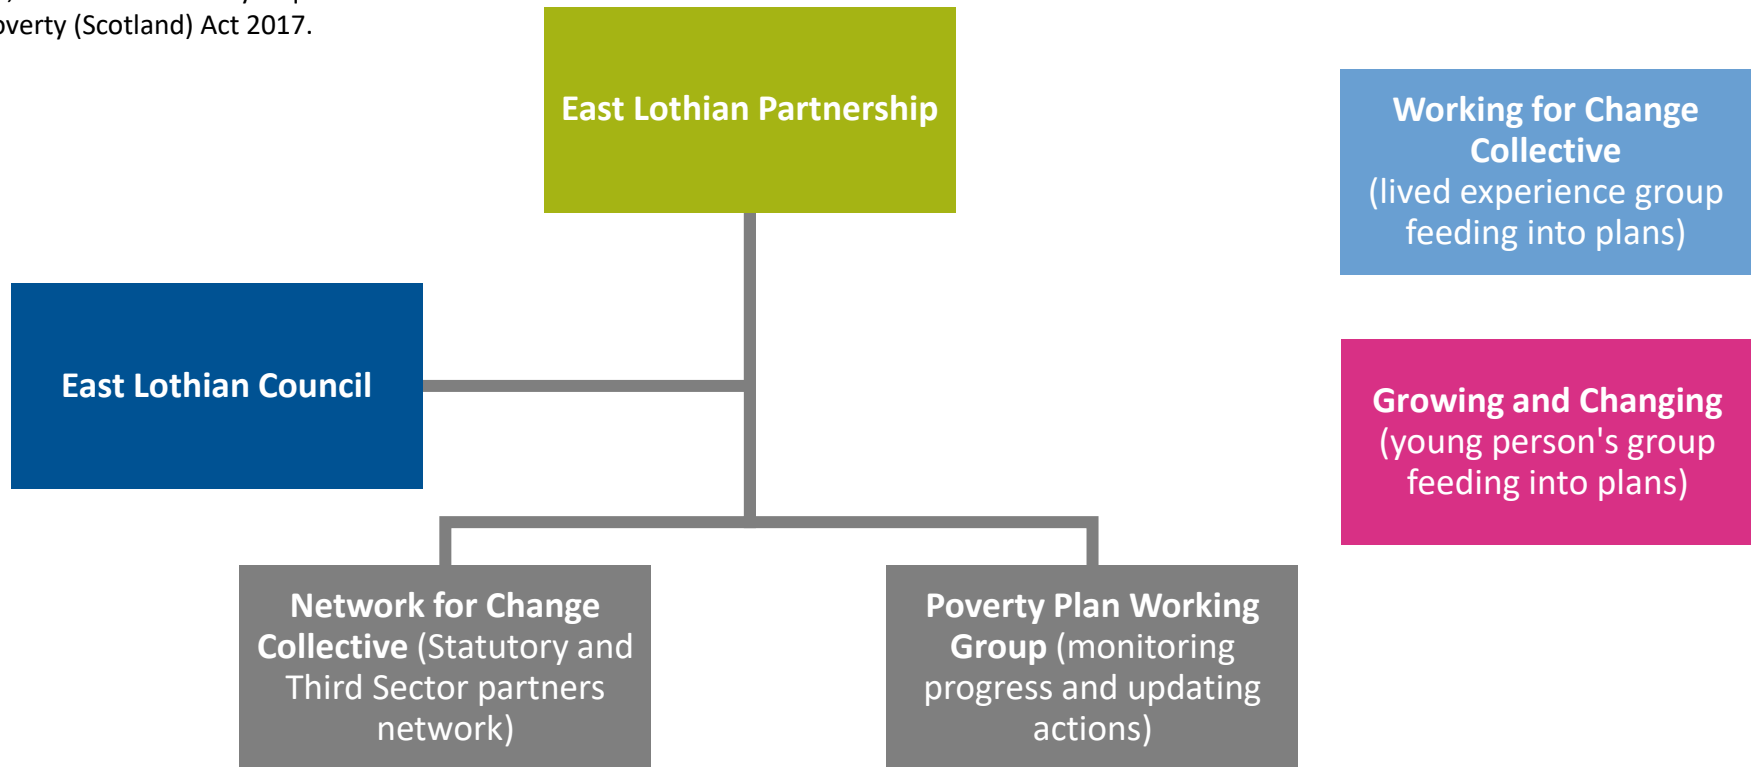 (Scotland) Act 2017.
East Lothian Partnership
Working for Change
Collective
(lived experience group
feeding into plans)
East Lothian Council
Growing and Changing
(young person's group
feeding into plans)
Network for Change
Collective (Statutory and
Third Sector partners
network)
Poverty Plan Working
Group (monitoring
progress and updating
actions)